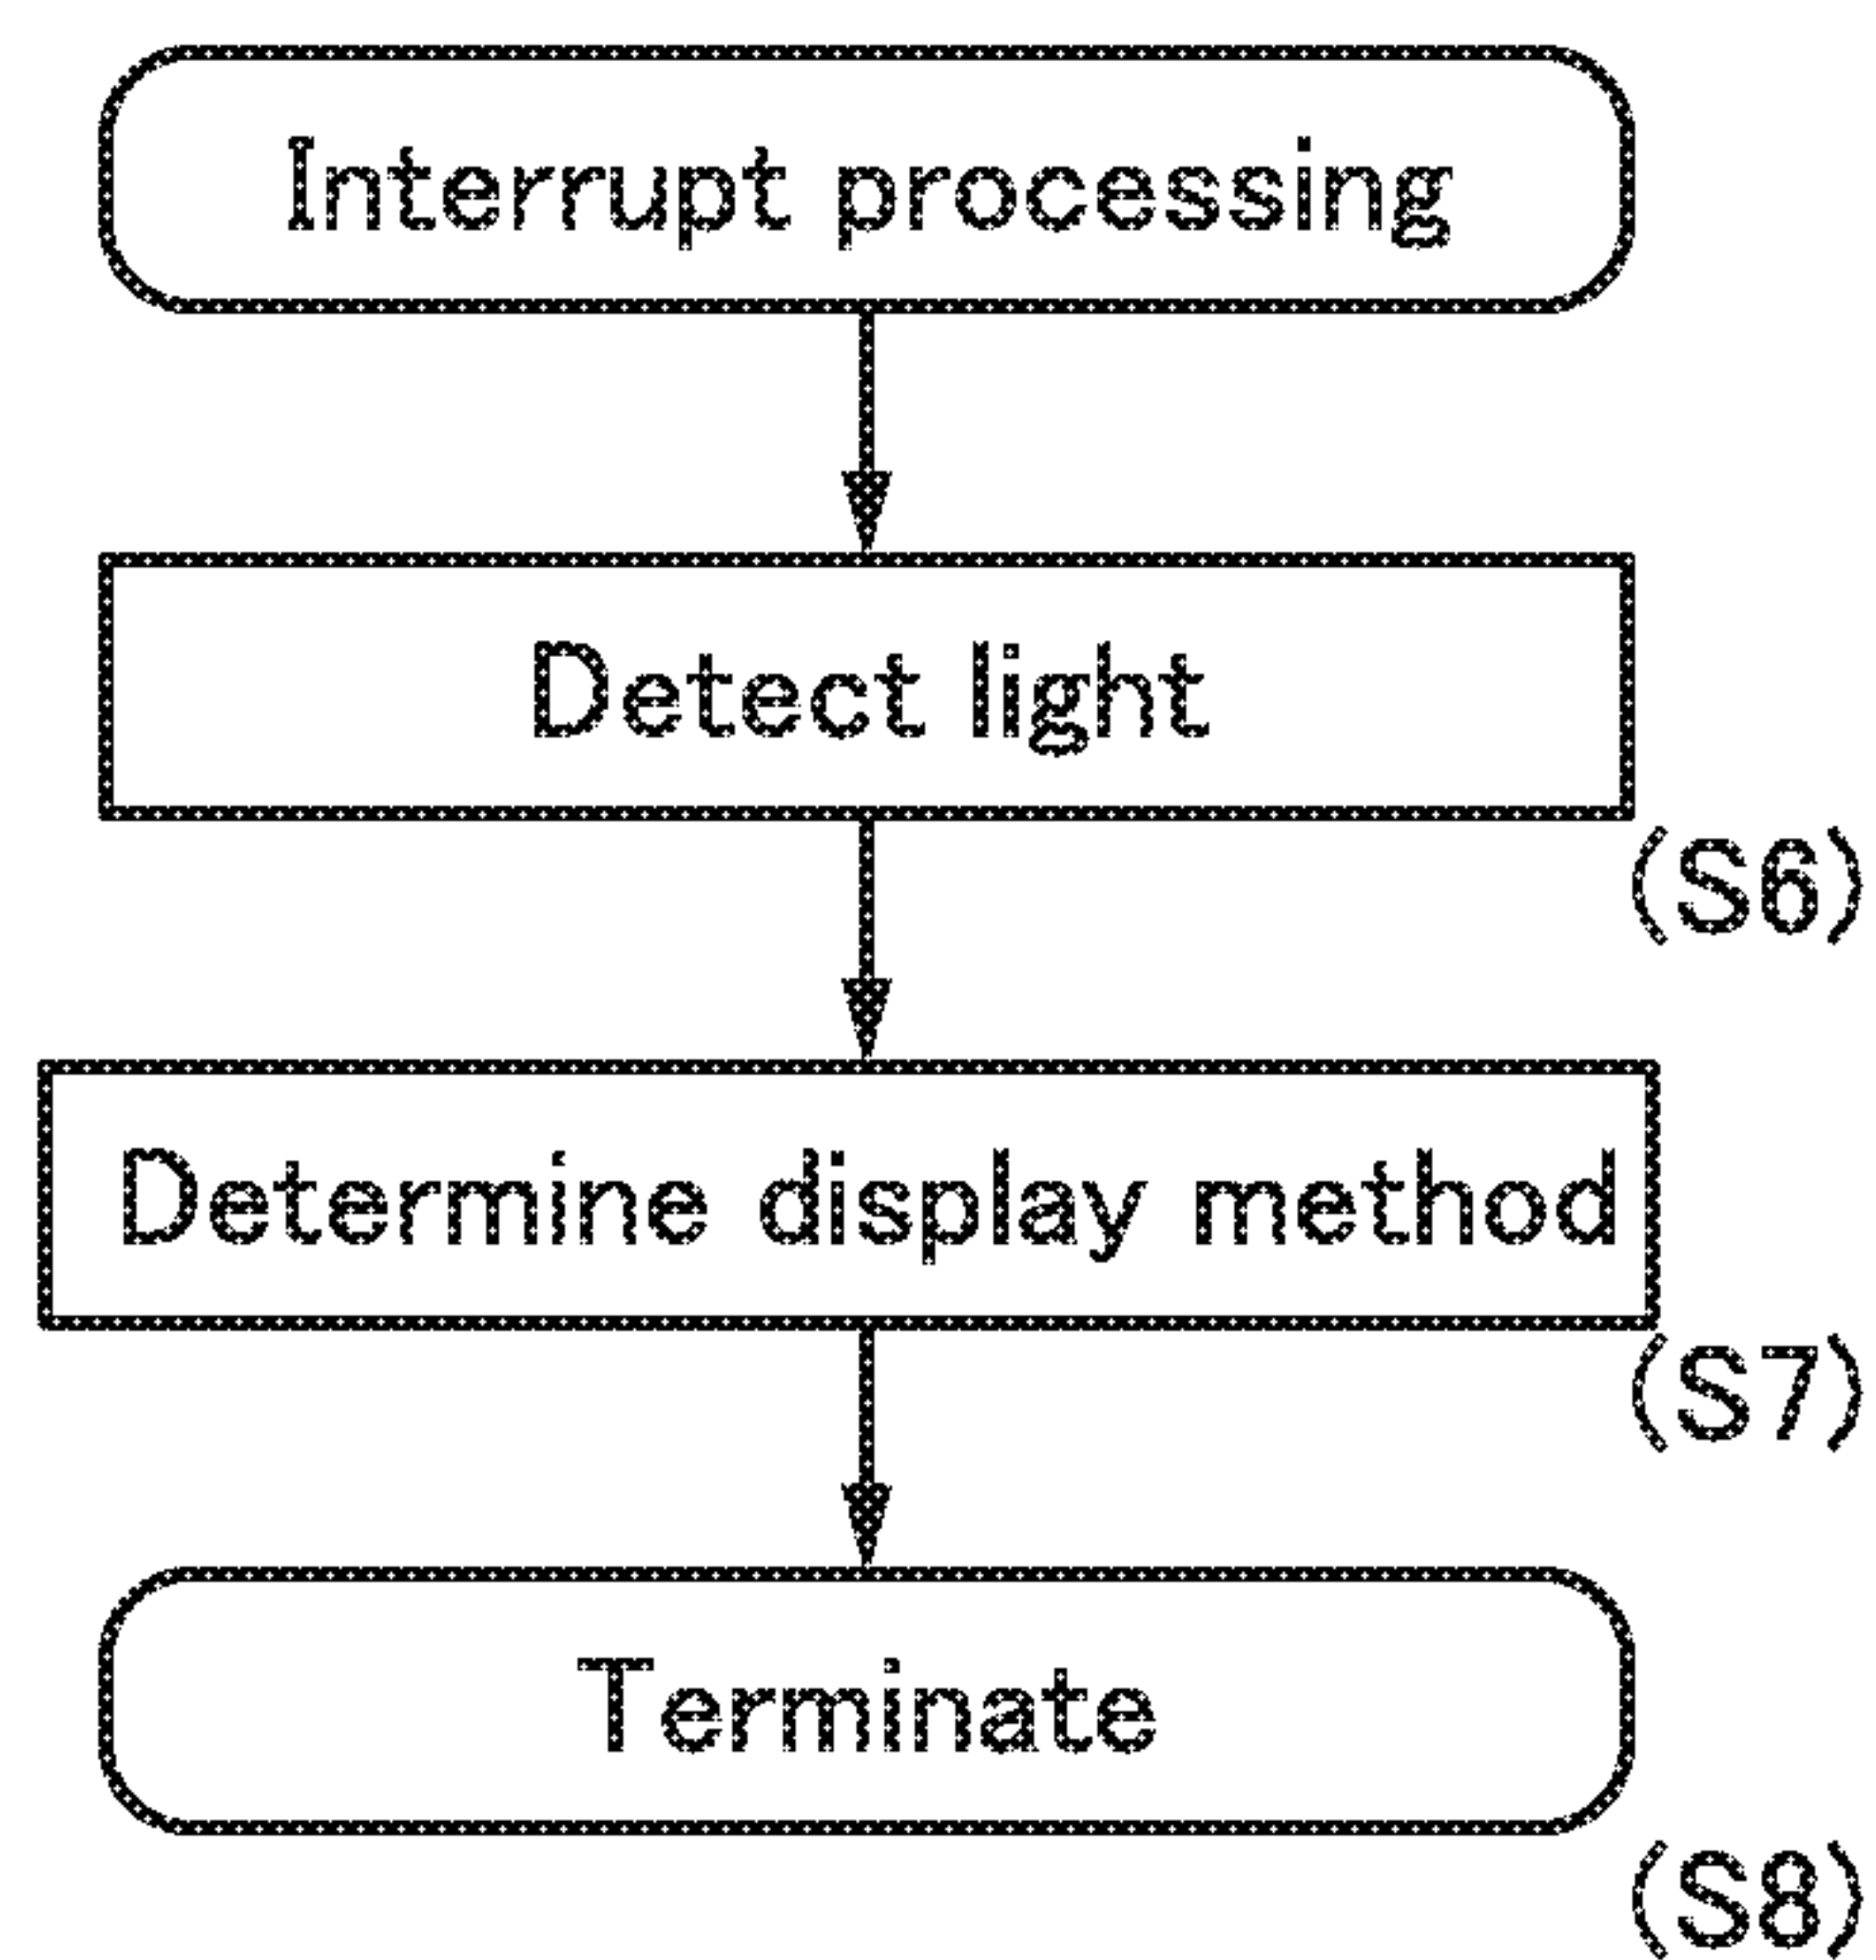 Interrupt processing
Detect light
(S6)
Determine display method
(S7)
Terminate
(S8)